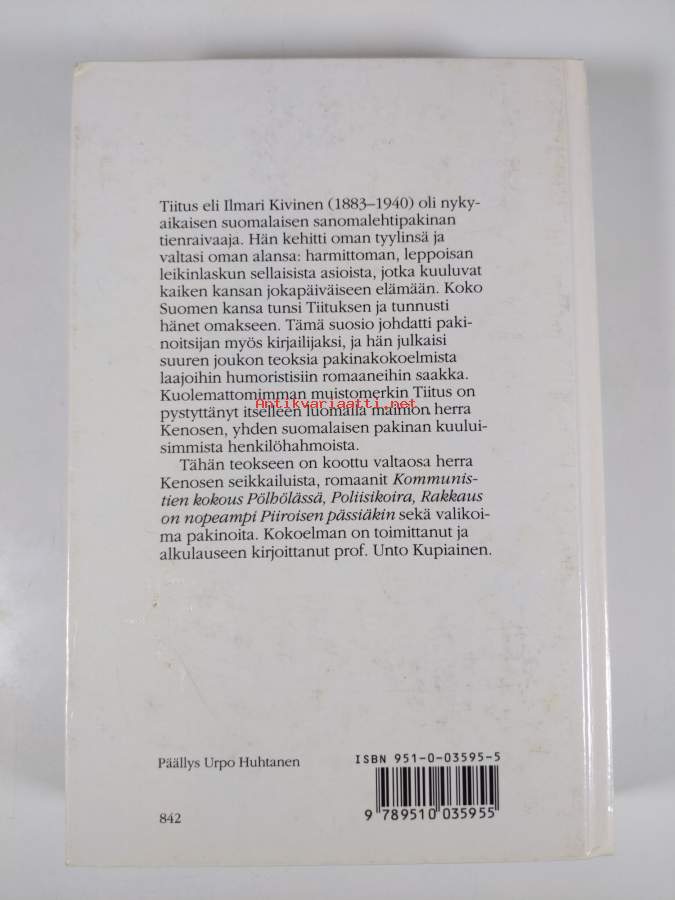 Tiitus eli Ilmari Kivinen (1883–1940) oli nyky-
aikaisen suomalaisen sanomalehtipakinan
tienraivaaja. Hän kehitti oman tyylinsä ja
valtasi oman alansa: harmittoman, leppoisan
leikinlaskun sellaisista asioista, jotka kuuluvat
kaiken kansan jokapäiväiseen elämään. Koko
Suomen kansa tunsi Tiituksen ja tunnusti
hänet omakseen. Tämä suosio johdatti paki-
noitsijan myös kirjailijaksi, ja hän julkaisi
suuren joukon teoksia pakinakokoelmista
laajoihin humoristisiin romaaneihin saakka.
Kuolemattomimman muistomerkin Tiitus on
Antikvariaatti.net
pystyttänyt itselleen luomalla mainion herra
Kenosen, yhden suomalaisen pakinan kuului-
simmista henkilöhahmoista.
Tähän teokseen on koottu valtaosa herra
Kenosen seikkailuista, romaanit Kommunis-
tien kokous Pölhölässä, Poliisikoira, Rakkaus
on nopeampi Piiroisen pässiäkin sekä valikoi-
ma pakinoita. Kokoelman on toimittanut ja
alkulauseen kirjoittanut prof. Unto Kupiainen.
Päällys Urpo Huhtanen
842
ISBN 951-0-03595-5
9 789510 035955